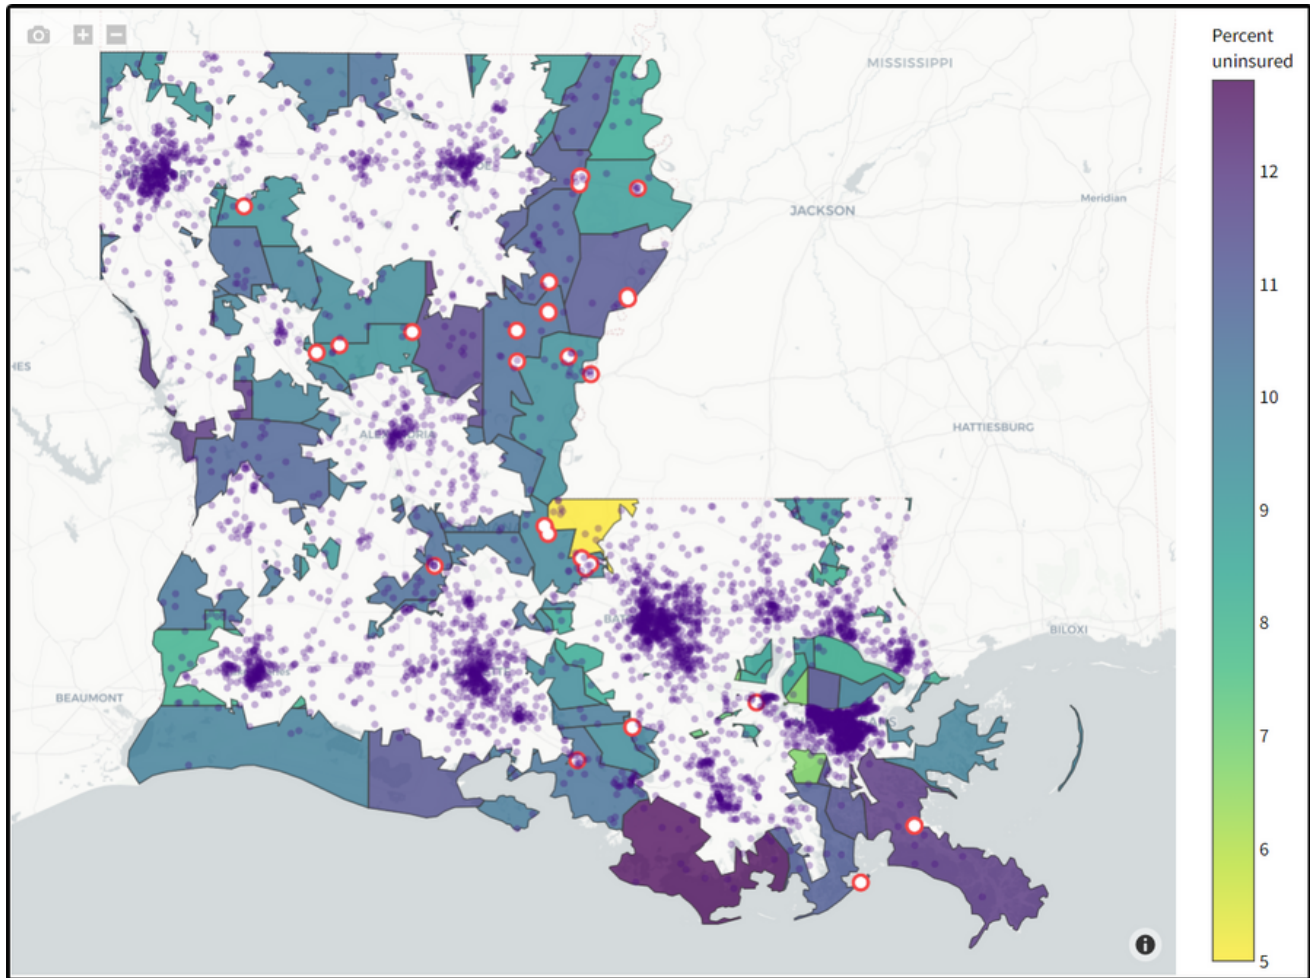 Percent
uninsured
MISSISSIPPI
12
JACKSON
Meridian
11
10
HATTIESBURG
9
8
BILOXI
BEAUMONT
7
6
5